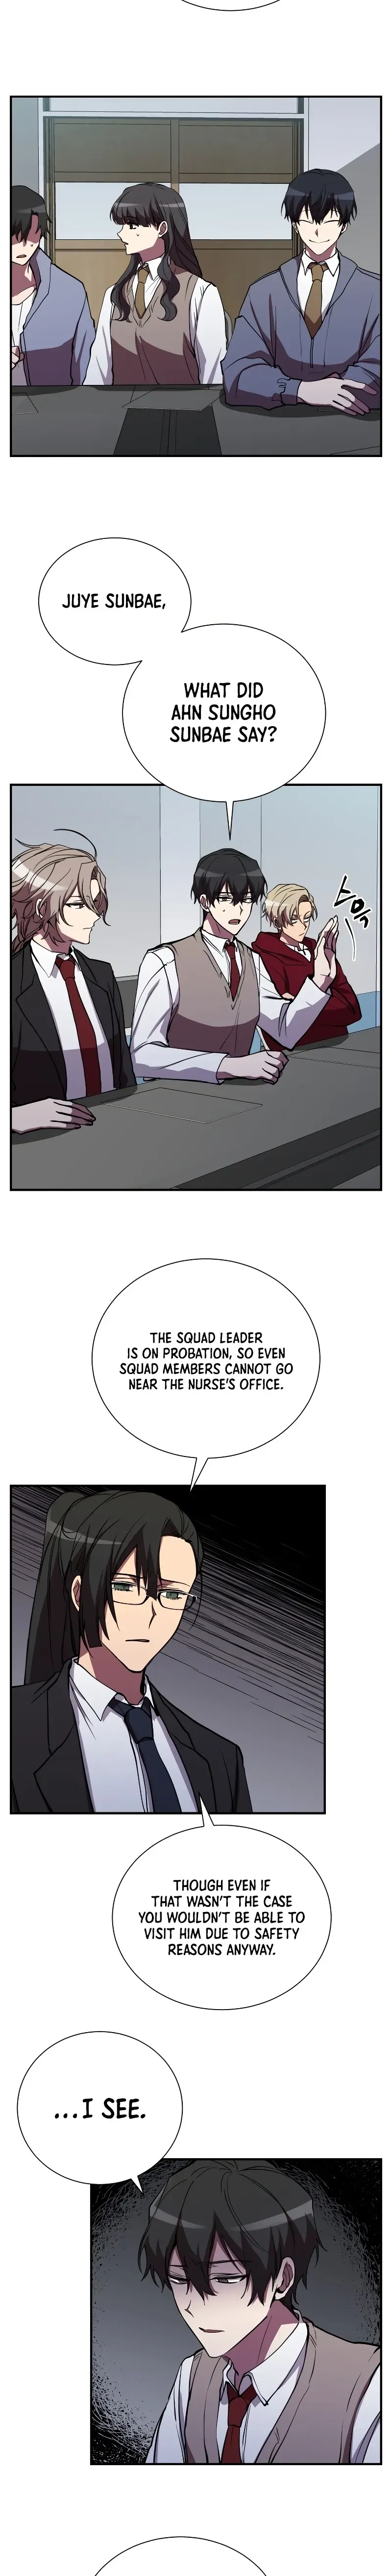 JUYE SUNBAE,
WHAT DID
AHN SUNGHO
SUNBAE SAY?
THE SQUAD LEADER
IS ON PROBATION, SO EVEN
SQUAD MEMBERS CANNOT GO
NEAR THE NURSE'S OFFICE.
THOUGH EVEN IF
THAT WASN'T THE CASE
YOU WOULDN'T BE ABLE TO
VISIT HIM DUE TO SAFETY
REASONS ANYWAY.
...I SEE.